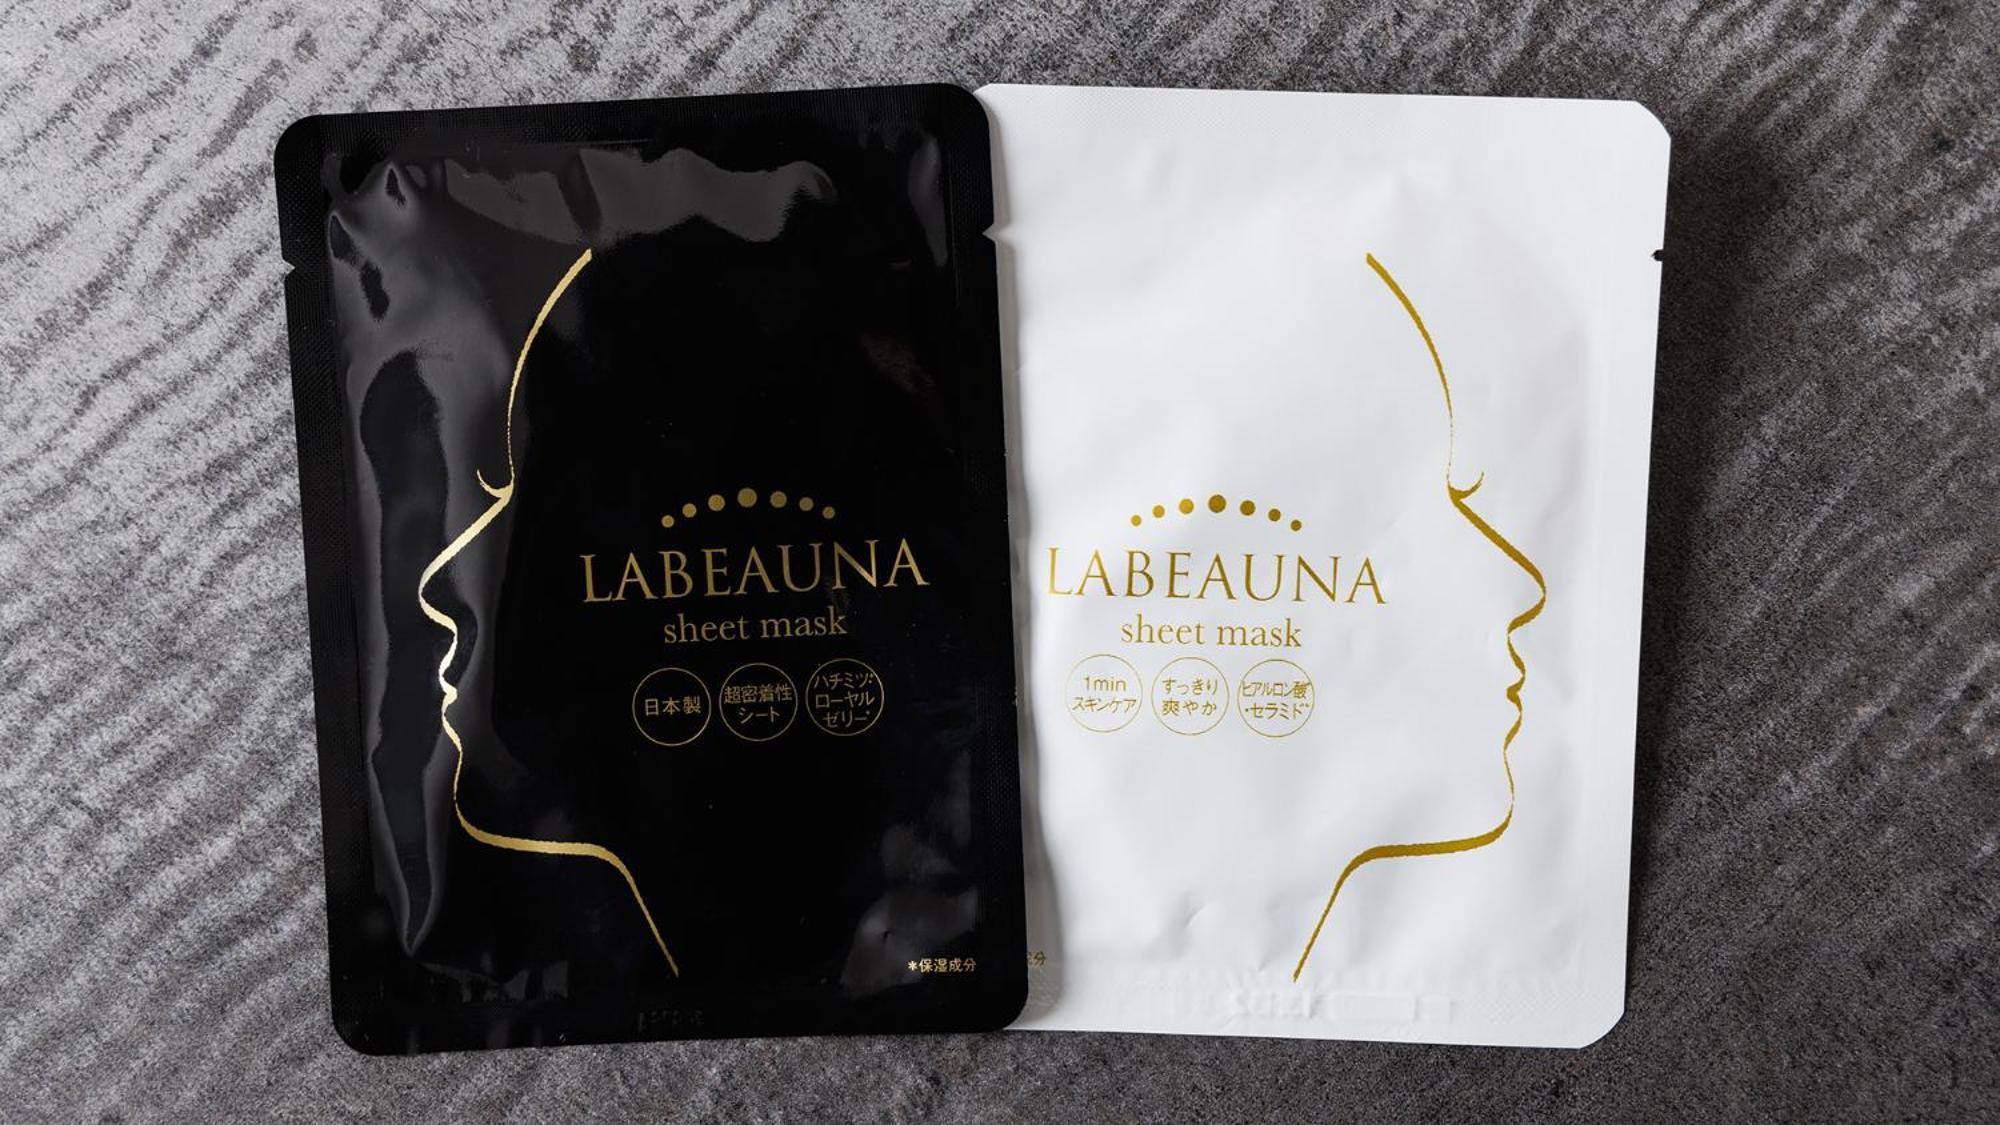 LABEAUNA
sheet mask
日本製
超密着性
シート
ハチミツ*
ローヤル
ゼリー*
*保湿成分
LABEAUNA
sheet mask
1min
スキンケア
すっきり
爽やか
ヒアルロン酸*
・セラミド*
分